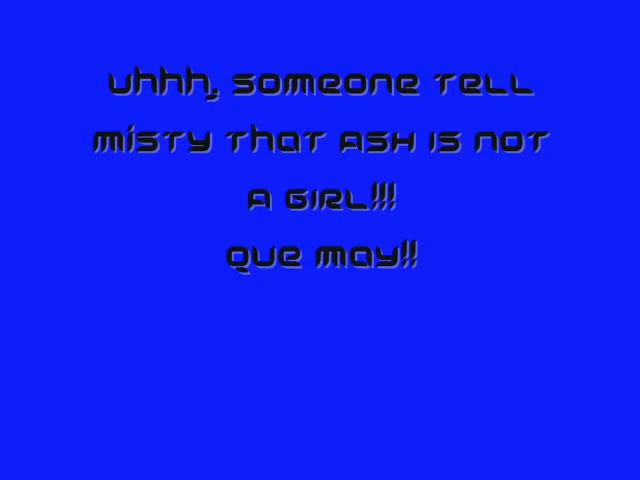 uhhh, someone tell
misty that ash is not
a girl!!!
que may!!